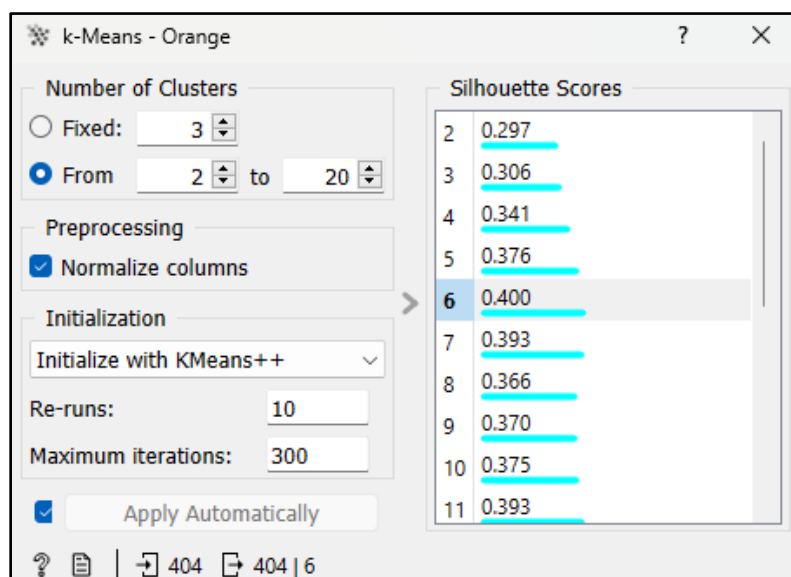 k-Means - Orange ? ×
Number of Clusters
Fixed: 3
From 2 to 20
Preprocessing
Normalize columns
Initialization
Initialize with KMeans++
Re-runs: 10
Maximum iterations: 300
Apply Automatically
? 404 404 | 6
Silhouette Scores
2 0.297
3 0.306
4 0.341
5 0.376
6 0.400
7 0.393
8 0.366
9 0.370
10 0.375
11 0.393